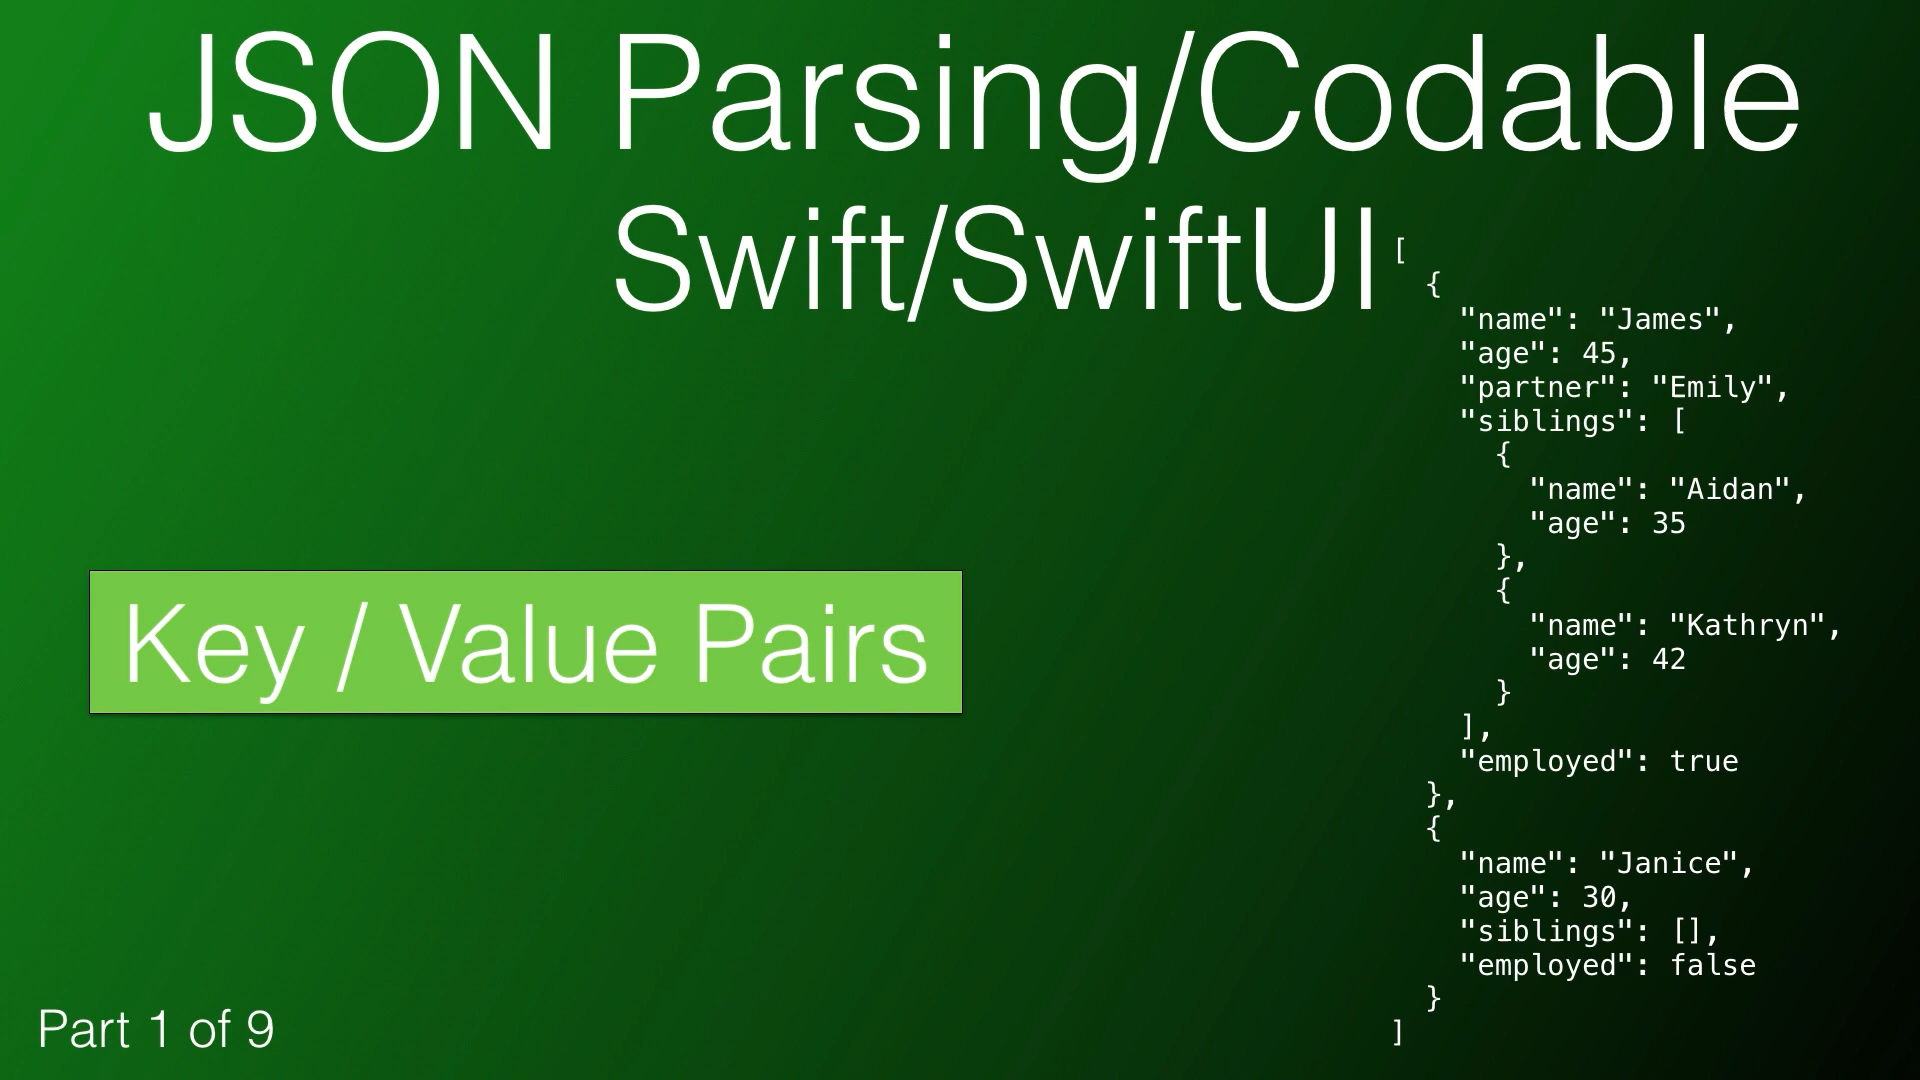 JSON Parsing/Codable
Swift/SwiftUI
Key / Value Pairs
[
  {
    "name": "James",
    "age": 45,
    "partner": "Emily",
    "siblings": [
      {
        "name": "Aidan",
        "age": 35
      },
      {
        "name": "Kathryn",
        "age": 42
      }
    ],
    "employed": true
  },
  {
    "name": "Janice",
    "age": 30,
    "siblings": [],
    "employed": false
  }
]
Part 1 of 9